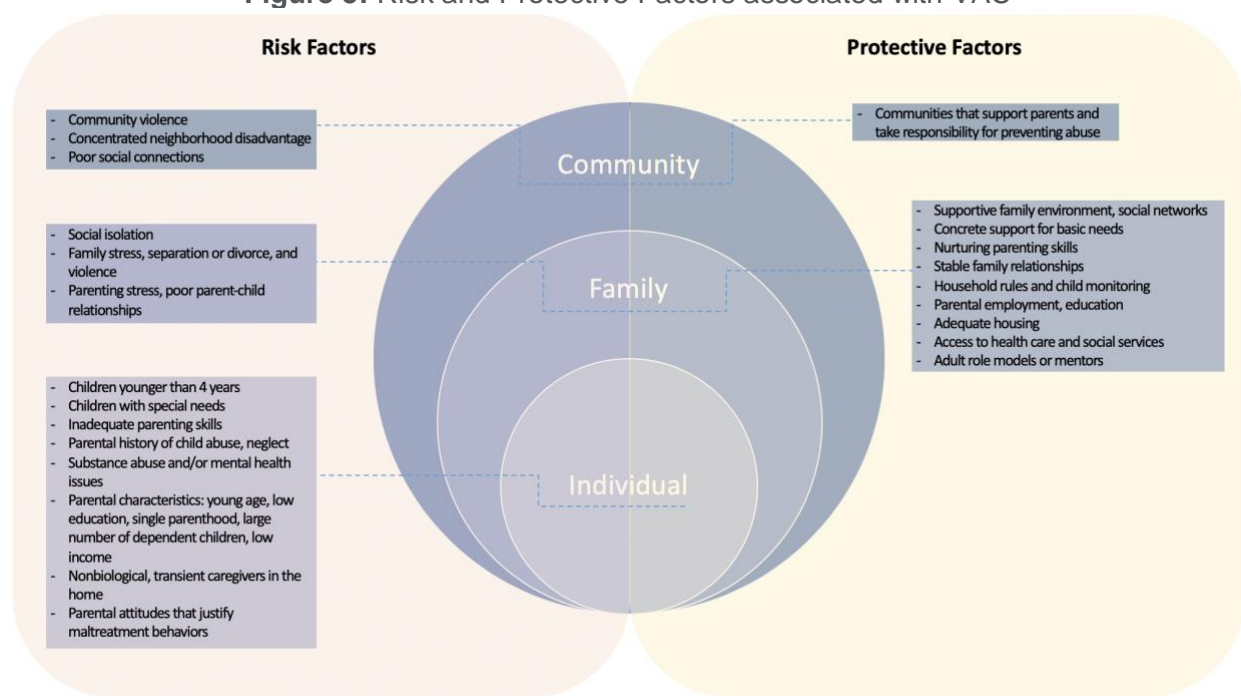 Risk and Protective Factors associated with VAC
Risk Factors
- Community violence
- Concentrated neighborhood disadvantage
- Poor social connections
- Social isolation
- Family stress, separation or divorce, and
violence
- Parenting stress, poor parent-child
relationships
- Children younger than 4 years
- Children with special needs
- Inadequate parenting skills
- Parental history of child abuse, neglect
- Substance abuse and/or mental health
issues
- Parental characteristics: young age, low
education, single parenthood, large
number of dependent children, low
income
- Nonbiological, transient caregivers in the
home
- Parental attitudes that justify
maltreatment behaviors
Community
Family
Individual
Protective Factors
- Communities that support parents and
take responsibility for preventing abuse
- Supportive family environment, social networks
- Concrete support for basic needs
- Nurturing parenting skills
- Stable family relationships
- Household rules and child monitoring
- Parental employment, education
- Adequate housing
- Access to health care and social services
- Adult role models or mentors